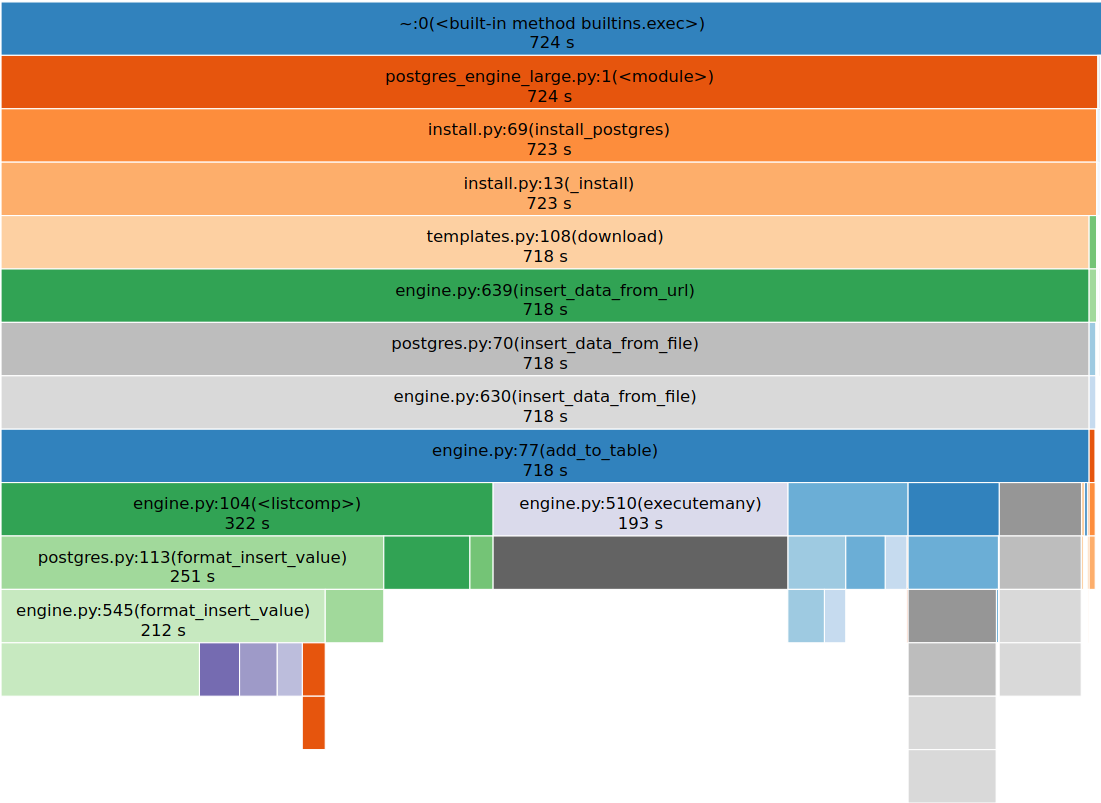 ~:0(<built-in method builtins.exec>)
724 s
postgres_engine_large.py:1(<module>)
724 s
install.py:69(install_postgres)
723 s
install.py:13(_install)
723 s
templates.py:108(download)
718 s
engine.py:639(insert_data_from_url)
718 s
postgres.py:70(insert_data_from_file)
718 s
engine.py:630(insert_data_from_file)
718 s
engine.py:77(add_to_table)
718 s
engine.py:104(<listcomp>)
322 s
engine.py:510(executemany)
193 s
postgres.py:113(format_insert_value)
251 s
engine.py:545(format_insert_value)
212 s